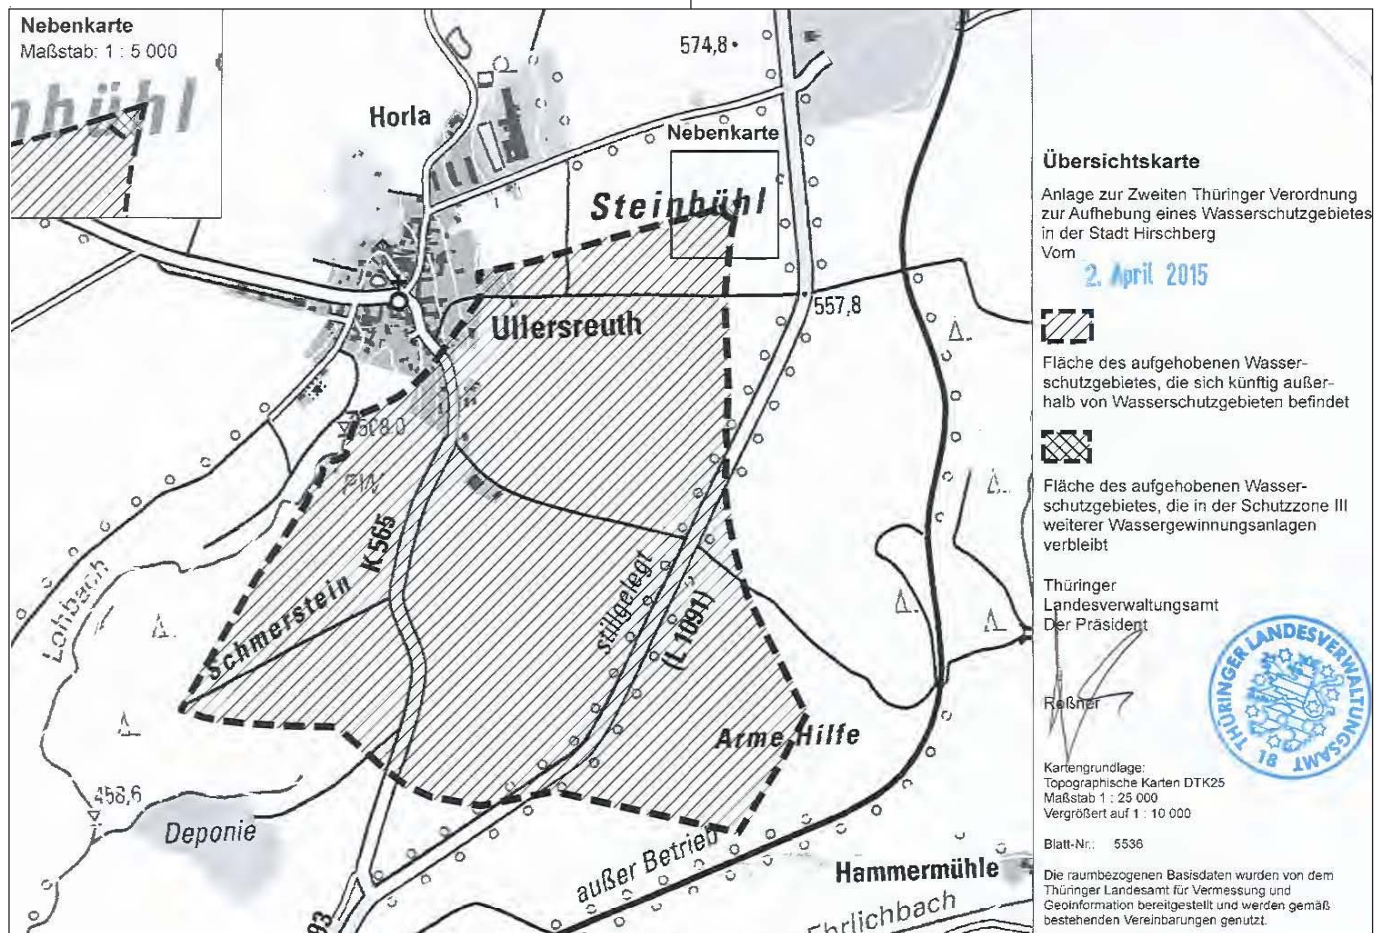 Nebenkarte
Maßstab: 1 : 5 000
nhühl
574,8
Horla
Nebenkarte
Steinbühl
Ullersreuth
557,8
508,0
PW
K 565
Schmerstein
Lohbach
stillgelegt
(L 1091)
Arme Hilfe
458,6
Deponie
außer Betrieb
Hammermühle
Ehrlichbach
93
Übersichtskarte
Anlage zur Zweiten Thüringer Verordnung
zur Aufhebung eines Wasserschutzgebietes
in der Stadt Hirschberg
Vom
2. April 2015
Fläche des aufgehobenen Wasser-
schutzgebietes, die sich künftig außer-
halb von Wasserschutzgebieten befindet
Fläche des aufgehobenen Wasser-
schutzgebietes, die in der Schutzzone III
weiterer Wassergewinnungsanlagen
verbleibt
Thüringer
Landesverwaltungsamt
Der Präsident
Roßner
THÜRINGER LANDESVERWALTUNGSAMT
18
Kartengrundlage:
Topographische Karten DTK25
Maßstab 1 : 25 000
Vergrößert auf 1 : 10 000
Blatt-Nr.: 5536
Die raumbezogenen Basisdaten wurden von dem
Thüringer Landesamt für Vermessung und
Geoinformation bereitgestellt und werden gemäß
bestehenden Vereinbarungen genutzt.